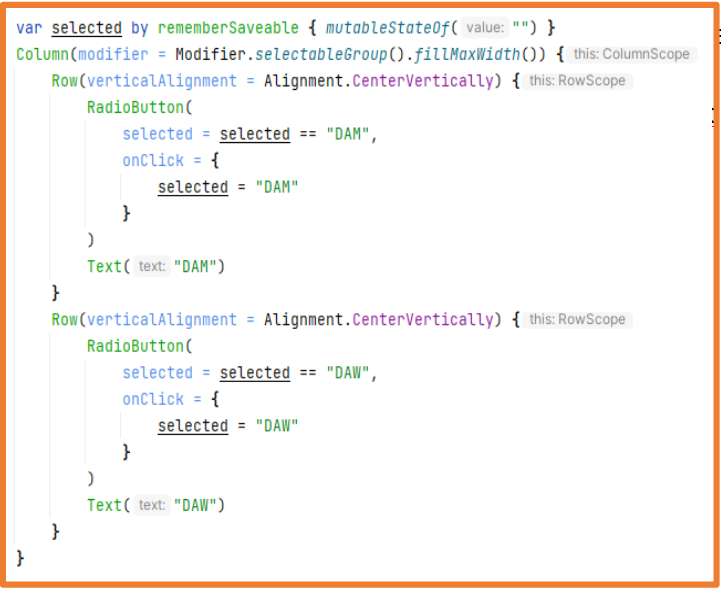 var selected by rememberSaveable { mutableStateOf( value: "") }
Column(modifier = Modifier.selectableGroup().fillMaxWidth()) { this: ColumnScope
Row(verticalAlignment = Alignment.CenterVertically) { this: RowScope
RadioButton(
selected = selected == "DAM",
onClick = {
selected = "DAM"
}
)
Text( text: "DAM")
}
Row(verticalAlignment = Alignment.CenterVertically) { this: RowScope
RadioButton(
selected = selected == "DAW",
onClick = {
selected = "DAW"
}
)
Text( text: "DAW")
}
}